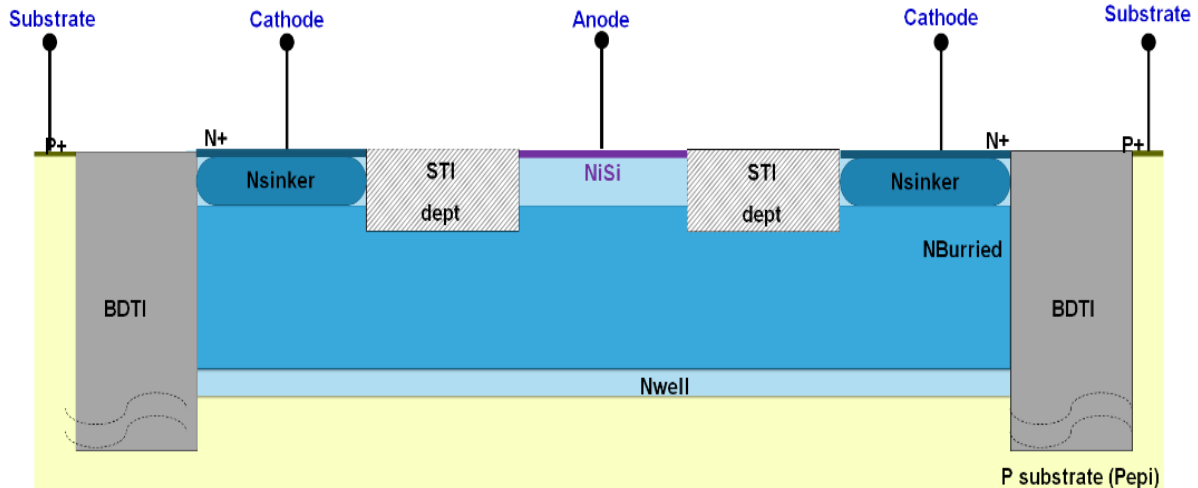 Substrate
Cathode
Anode
Cathode
Substrate
P+
N+
N+
P+
Nsinker
STI
dept
NiSi
STI
dept
Nsinker
NBurried
BDTI
BDTI
Nwell
P substrate (Pepi)